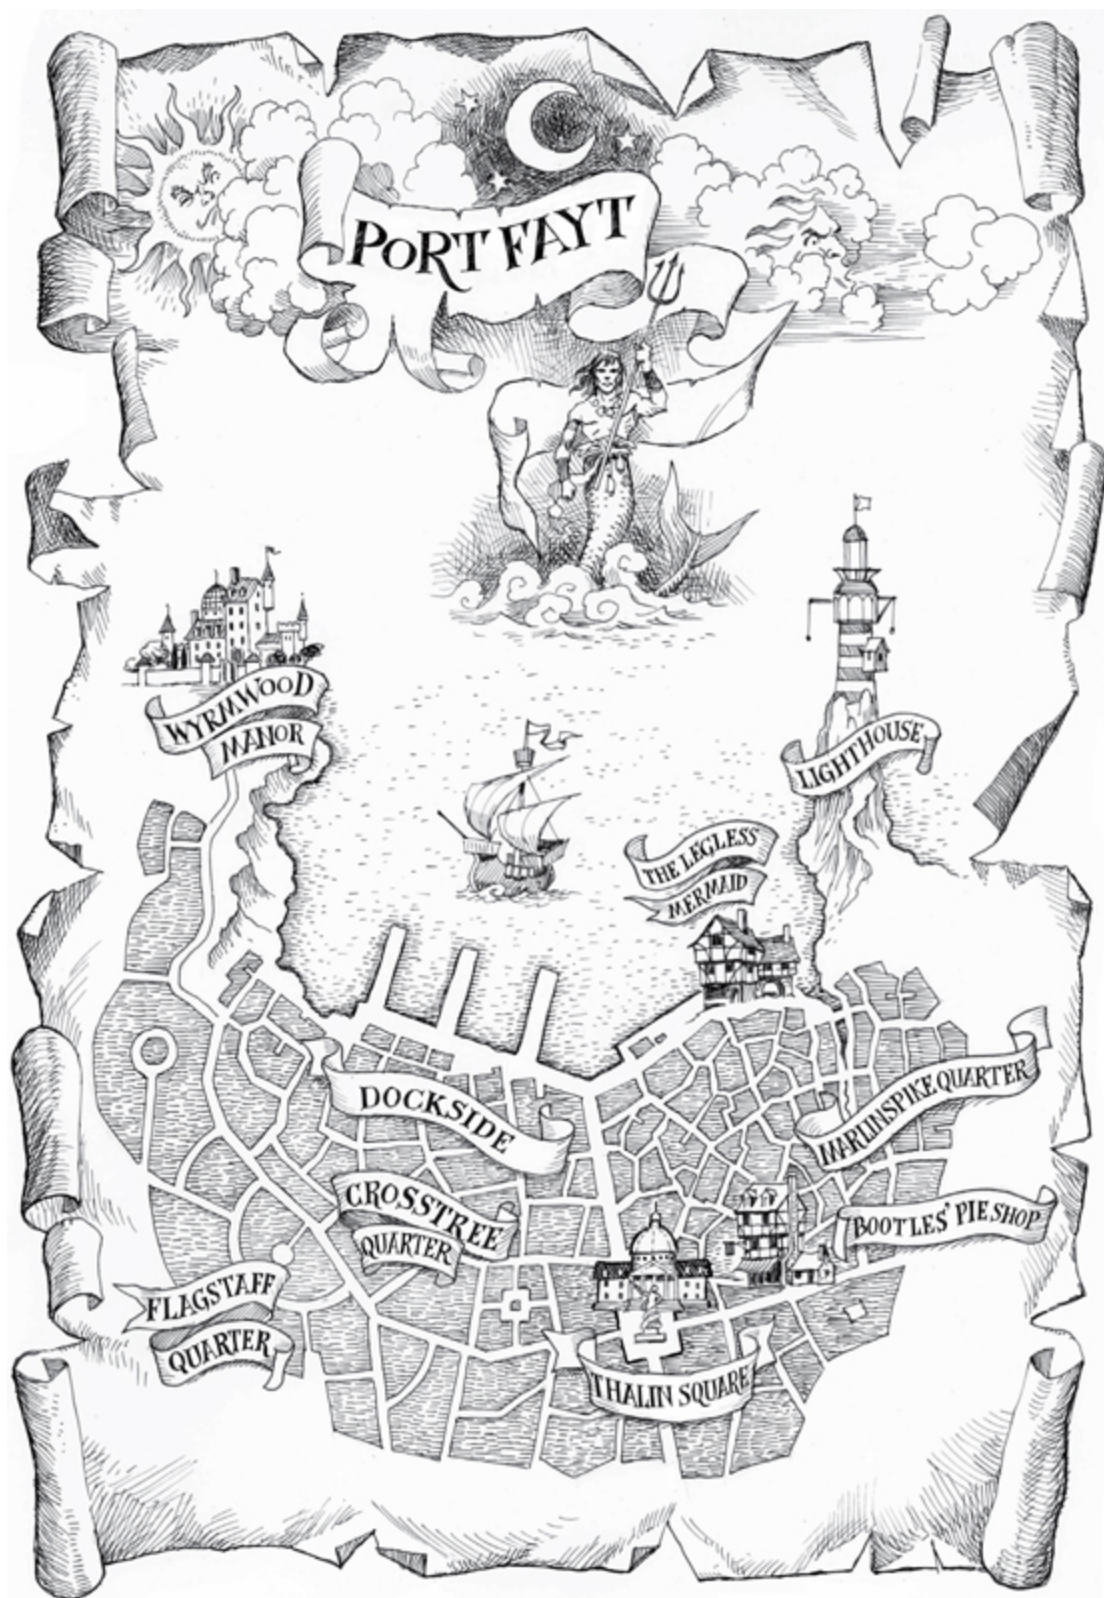 PORT FAYT
WYRMWOOD
MANOR
LIGHTHOUSE
THE LEGLESS
MERMAID
DOCKSIDE
MARLINSPIKE QUARTER
CROSSTREE
QUARTER
BOOTLES' PIE SHOP
FLAGSTAFF
QUARTER
THALIN SQUARE